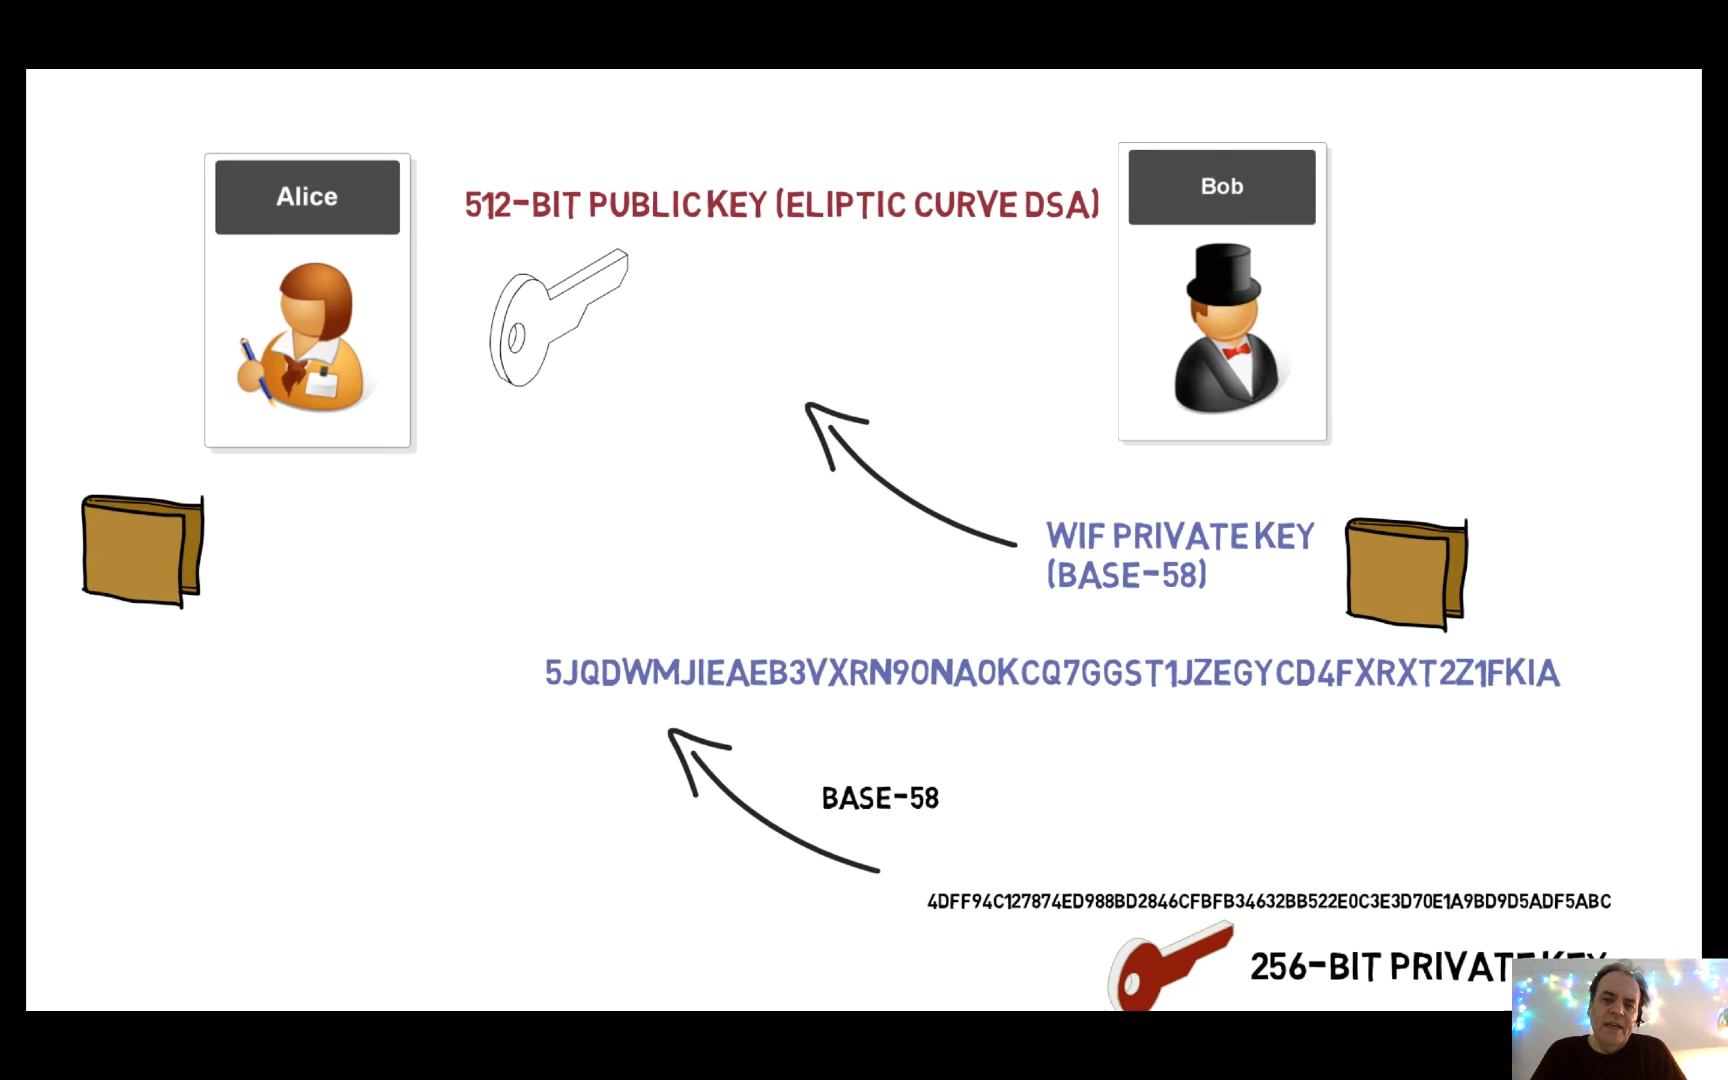 Alice
512-BIT PUBLIC KEY (ELIPTIC CURVE DSA)
Bob
WIF PRIVATE KEY
(BASE-58)
5JQDWMJIEAEB3VXRN9ONAOKCQ7GGST1JZEGYCD4FXRXT2Z1FKIA
BASE-58
4DFF94C127874ED988BD2846CFBFB34632BB522E0C3E3D70E1A9BD9D5ADF5ABC
256-BIT PRIVATE KEY